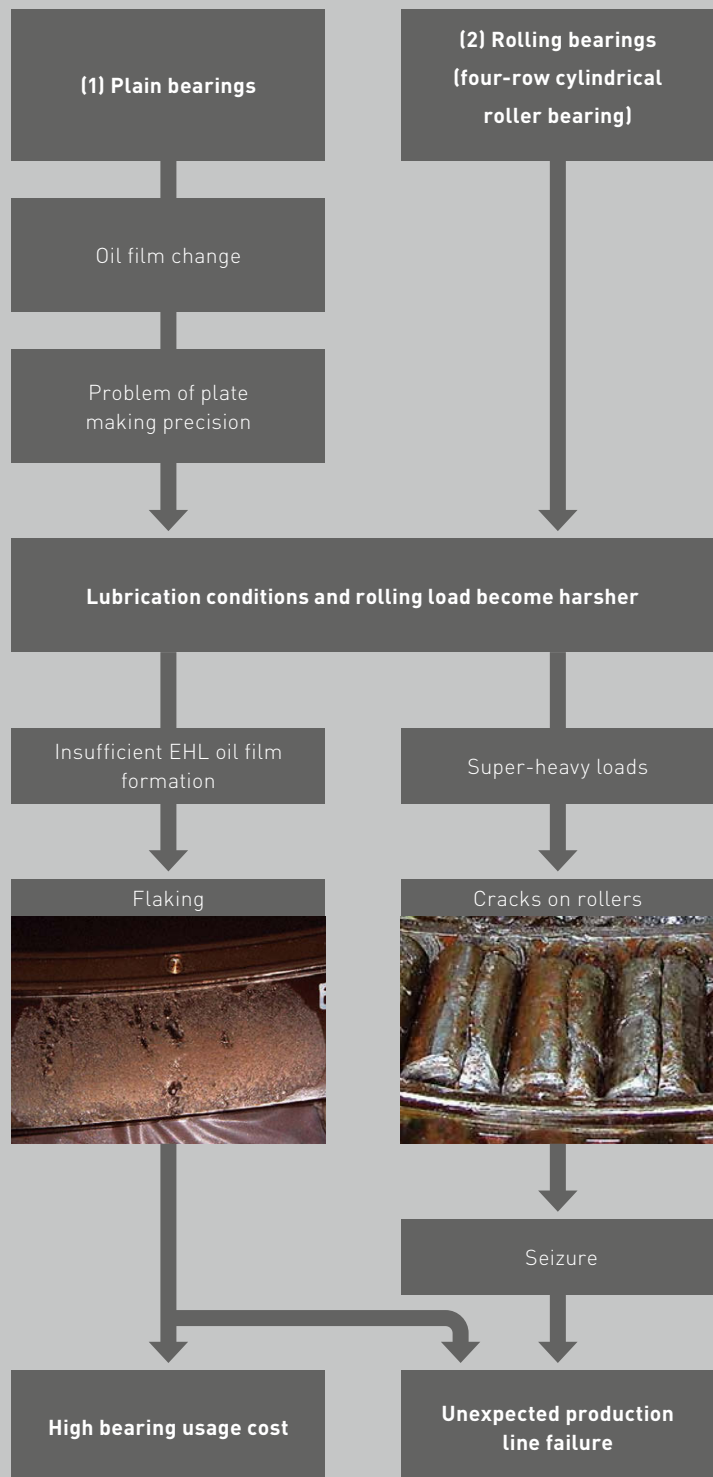 (1) Plain bearings
(2) Rolling bearings
(four-row cylindrical
roller bearing)
Oil film change
Problem of plate
making precision
Lubrication conditions and rolling load become harsher
Insufficient EHL oil film
formation
Super-heavy loads
Flaking
Cracks on rollers
Seizure
High bearing usage cost
Unexpected production
line failure